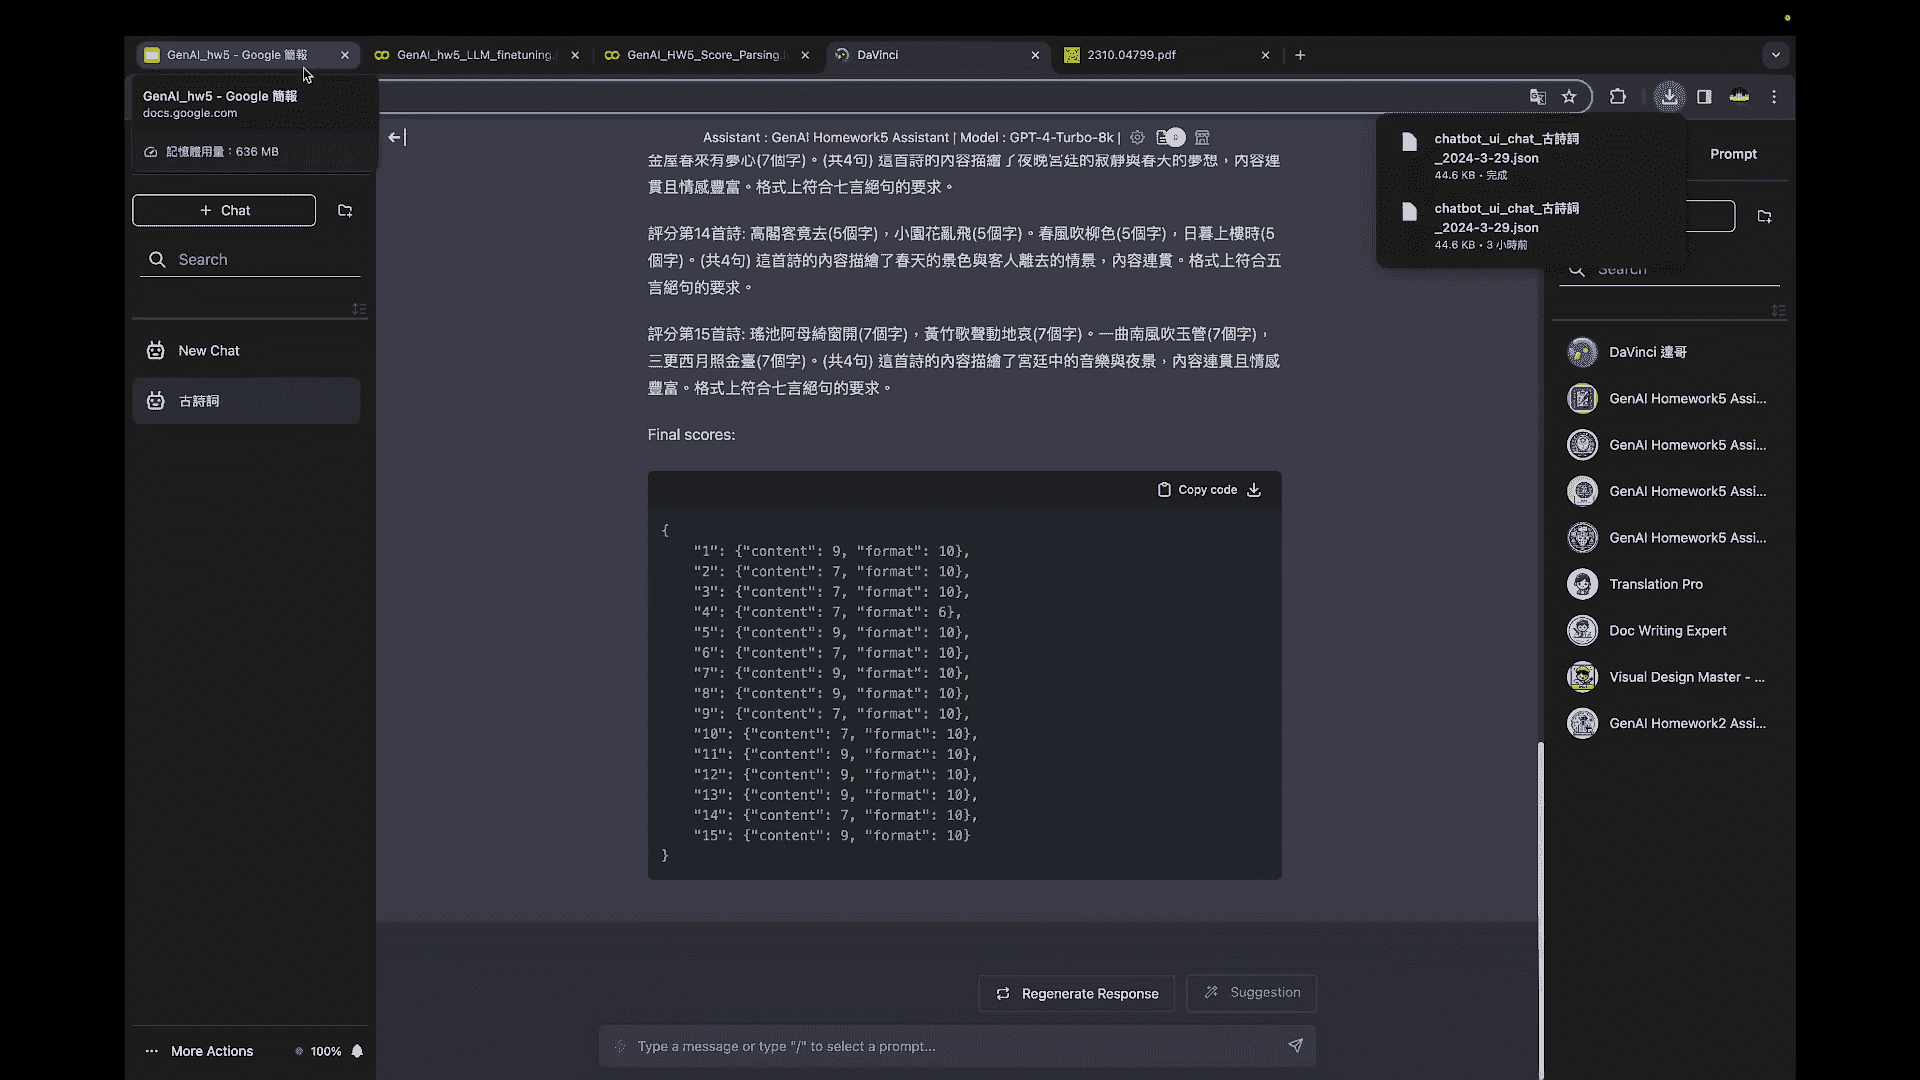 GenAI_hw5 - Google 簡報
GenAI_hw5_LLM_finetuning.
GenAI_HW5_Score_Parsing.i
DaVinci
2310.04799.pdf
GenAI_hw5 - Google 簡報
docs.google.com
記憶體用量：636 MB
Assistant : GenAI Homework5 Assistant | Model : GPT-4-Turbo-8k |
0
+ Chat
Search
New Chat
古詩詞
More Actions
100%
金屋春來有夢心(7個字)。(共4句) 這首詩的內容描繪了夜晚宮廷的寂靜與春天的夢想，內容連
貫且情感豐富。格式上符合七言絕句的要求。
評分第14首詩: 高閣客竟去(5個字)，小園花亂飛(5個字)。春風吹柳色(5個字)，日暮上樓時(5
個字)。(共4句) 這首詩的內容描繪了春天的景色與客人離去的情景，內容連貫。格式上符合五
言絕句的要求。
評分第15首詩: 瑤池阿母綺窗開(7個字)，黃竹歌聲動地哀(7個字)。一曲南風吹玉管(7個字)，
三更西月照金臺(7個字)。(共4句) 這首詩的內容描繪了宮廷中的音樂與夜景，內容連貫且情感
豐富。格式上符合七言絕句的要求。
Final scores:
Copy code
{
"1": {"content": 9, "format": 10},
"2": {"content": 7, "format": 10},
"3": {"content": 7, "format": 10},
"4": {"content": 7, "format": 6},
"5": {"content": 9, "format": 10},
"6": {"content": 7, "format": 10},
"7": {"content": 9, "format": 10},
"8": {"content": 9, "format": 10},
"9": {"content": 7, "format": 10},
"10": {"content": 7, "format": 10},
"11": {"content": 9, "format": 10},
"12": {"content": 9, "format": 10},
"13": {"content": 9, "format": 10},
"14": {"content": 7, "format": 10},
"15": {"content": 9, "format": 10}
}
Regenerate Response
Suggestion
Type a message or type "/" to select a prompt...
chatbot_ui_chat_古詩詞
_2024-3-29.json
44.6 KB • 完成
chatbot_ui_chat_古詩詞
_2024-3-29.json
44.6 KB • 3 小時前
Prompt
Search
DaVinci 達哥
GenAI Homework5 Assi...
GenAI Homework5 Assi...
GenAI Homework5 Assi...
GenAI Homework5 Assi...
Translation Pro
Doc Writing Expert
Visual Design Master - ...
GenAI Homework2 Assi...